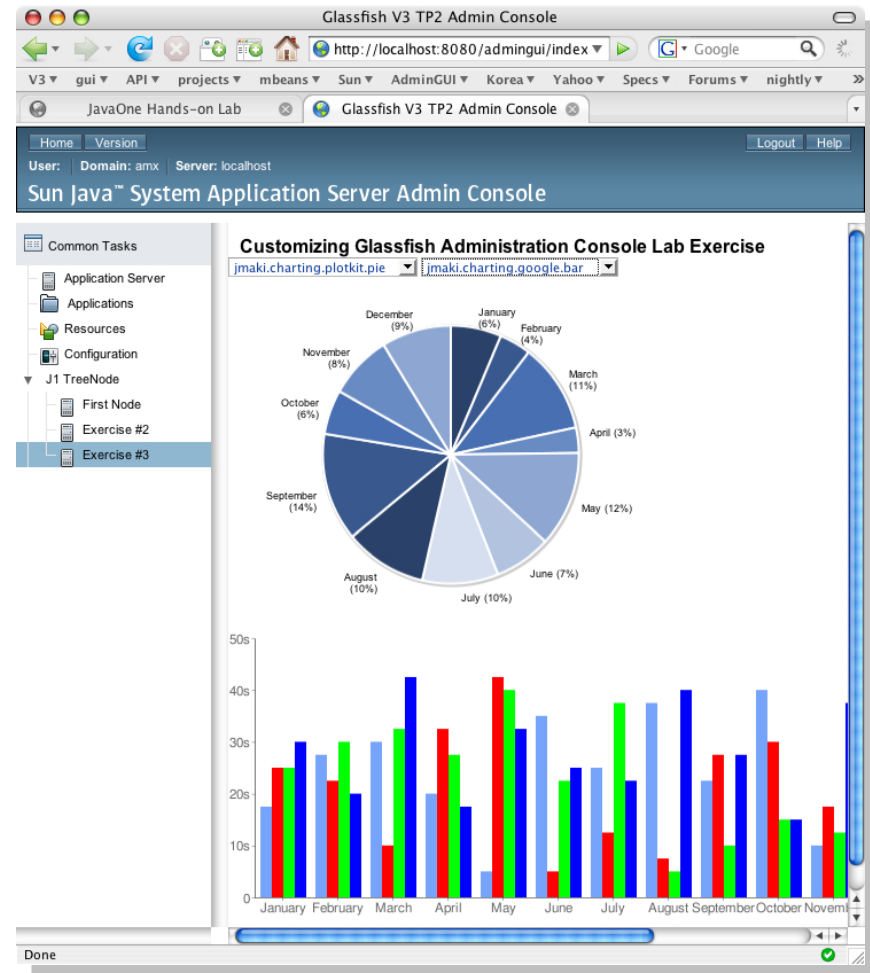 Glassfish V3 TP2 Admin Console
http://localhost:8080/admingui/index
G Google
V3 gui API projects mbeans Sun AdminGUI Korea Yahoo Specs Forums nightly »
JavaOne Hands-on Lab Glassfish V3 TP2 Admin Console
Home Version Logout Help
User: Domain: amx Server: localhost
Sun Java™ System Application Server Admin Console
Common Tasks
Application Server
Applications
Resources
Configuration
J1 TreeNode
First Node
Exercise #2
Exercise #3
Customizing Glassfish Administration Console Lab Exercise
jmaki.charting.plotkit.pie jmaki.charting.google.bar
January
(6%)
February
(4%)
March
(11%)
April (3%)
May (12%)
June (7%)
July (10%)
August
(10%)
September
(14%)
October
(6%)
November
(8%)
December
(9%)
50s
40s
30s
20s
10s
0
January February March April May June July August September October Novem
Done